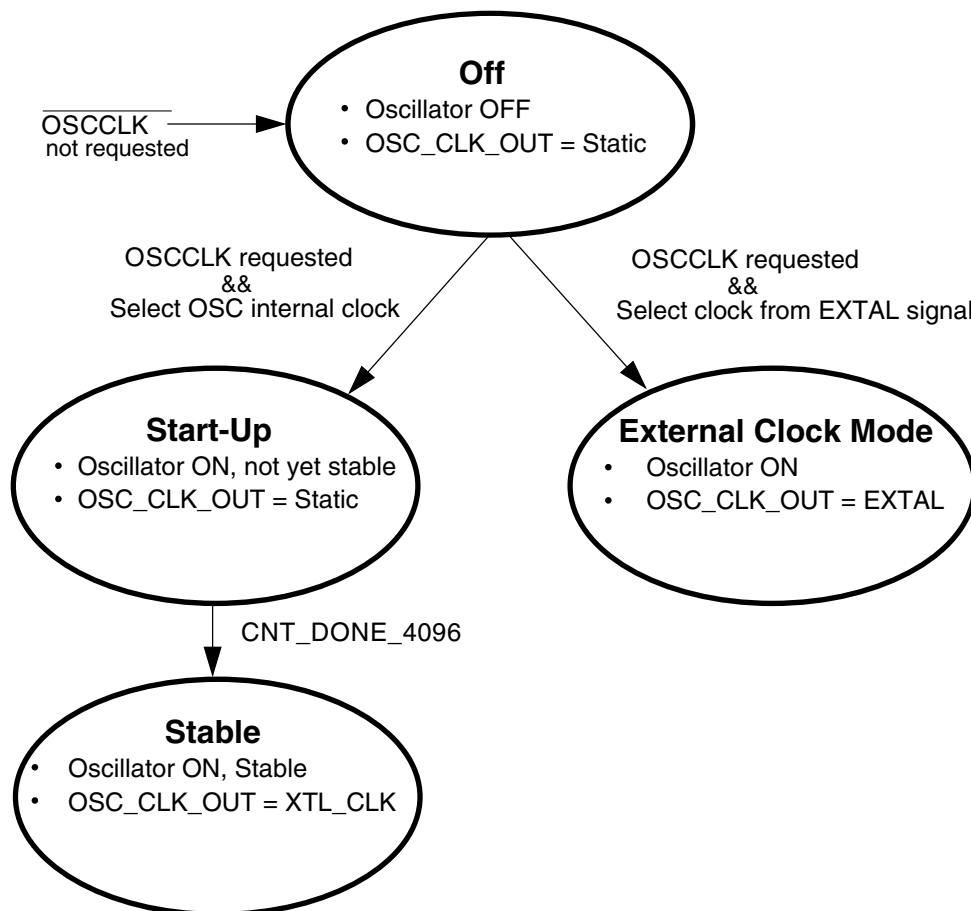 Off
• Oscillator OFF
• OSC_CLK_OUT = Static
OSCCLK
not requested
OSCCLK requested
&&
Select OSC internal clock
OSCCLK requested
&&
Select clock from EXTAL signal
Start-Up
• Oscillator ON, not yet stable
• OSC_CLK_OUT = Static
External Clock Mode
• Oscillator ON
• OSC_CLK_OUT = EXTAL
CNT_DONE_4096
Stable
• Oscillator ON, Stable
• OSC_CLK_OUT = XTL_CLK